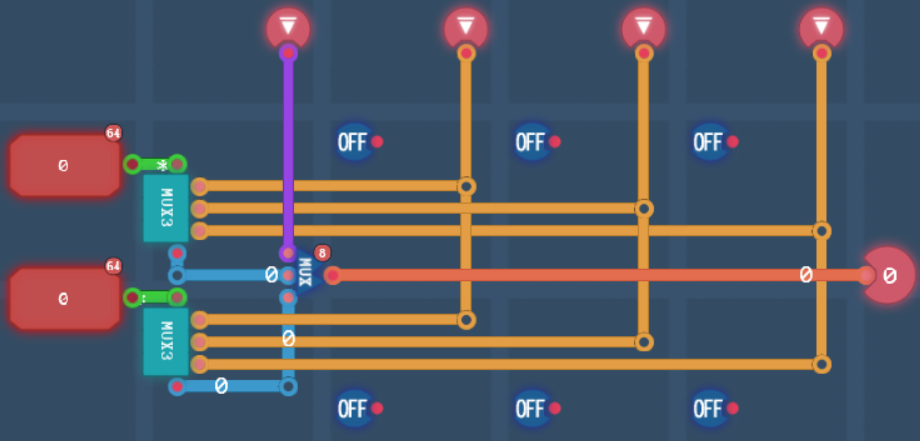 OFF OFF OFF
64
0 *
MUX3
8
64
0 MUX 0 0
0 :
MUX3
0
0
OFF OFF OFF